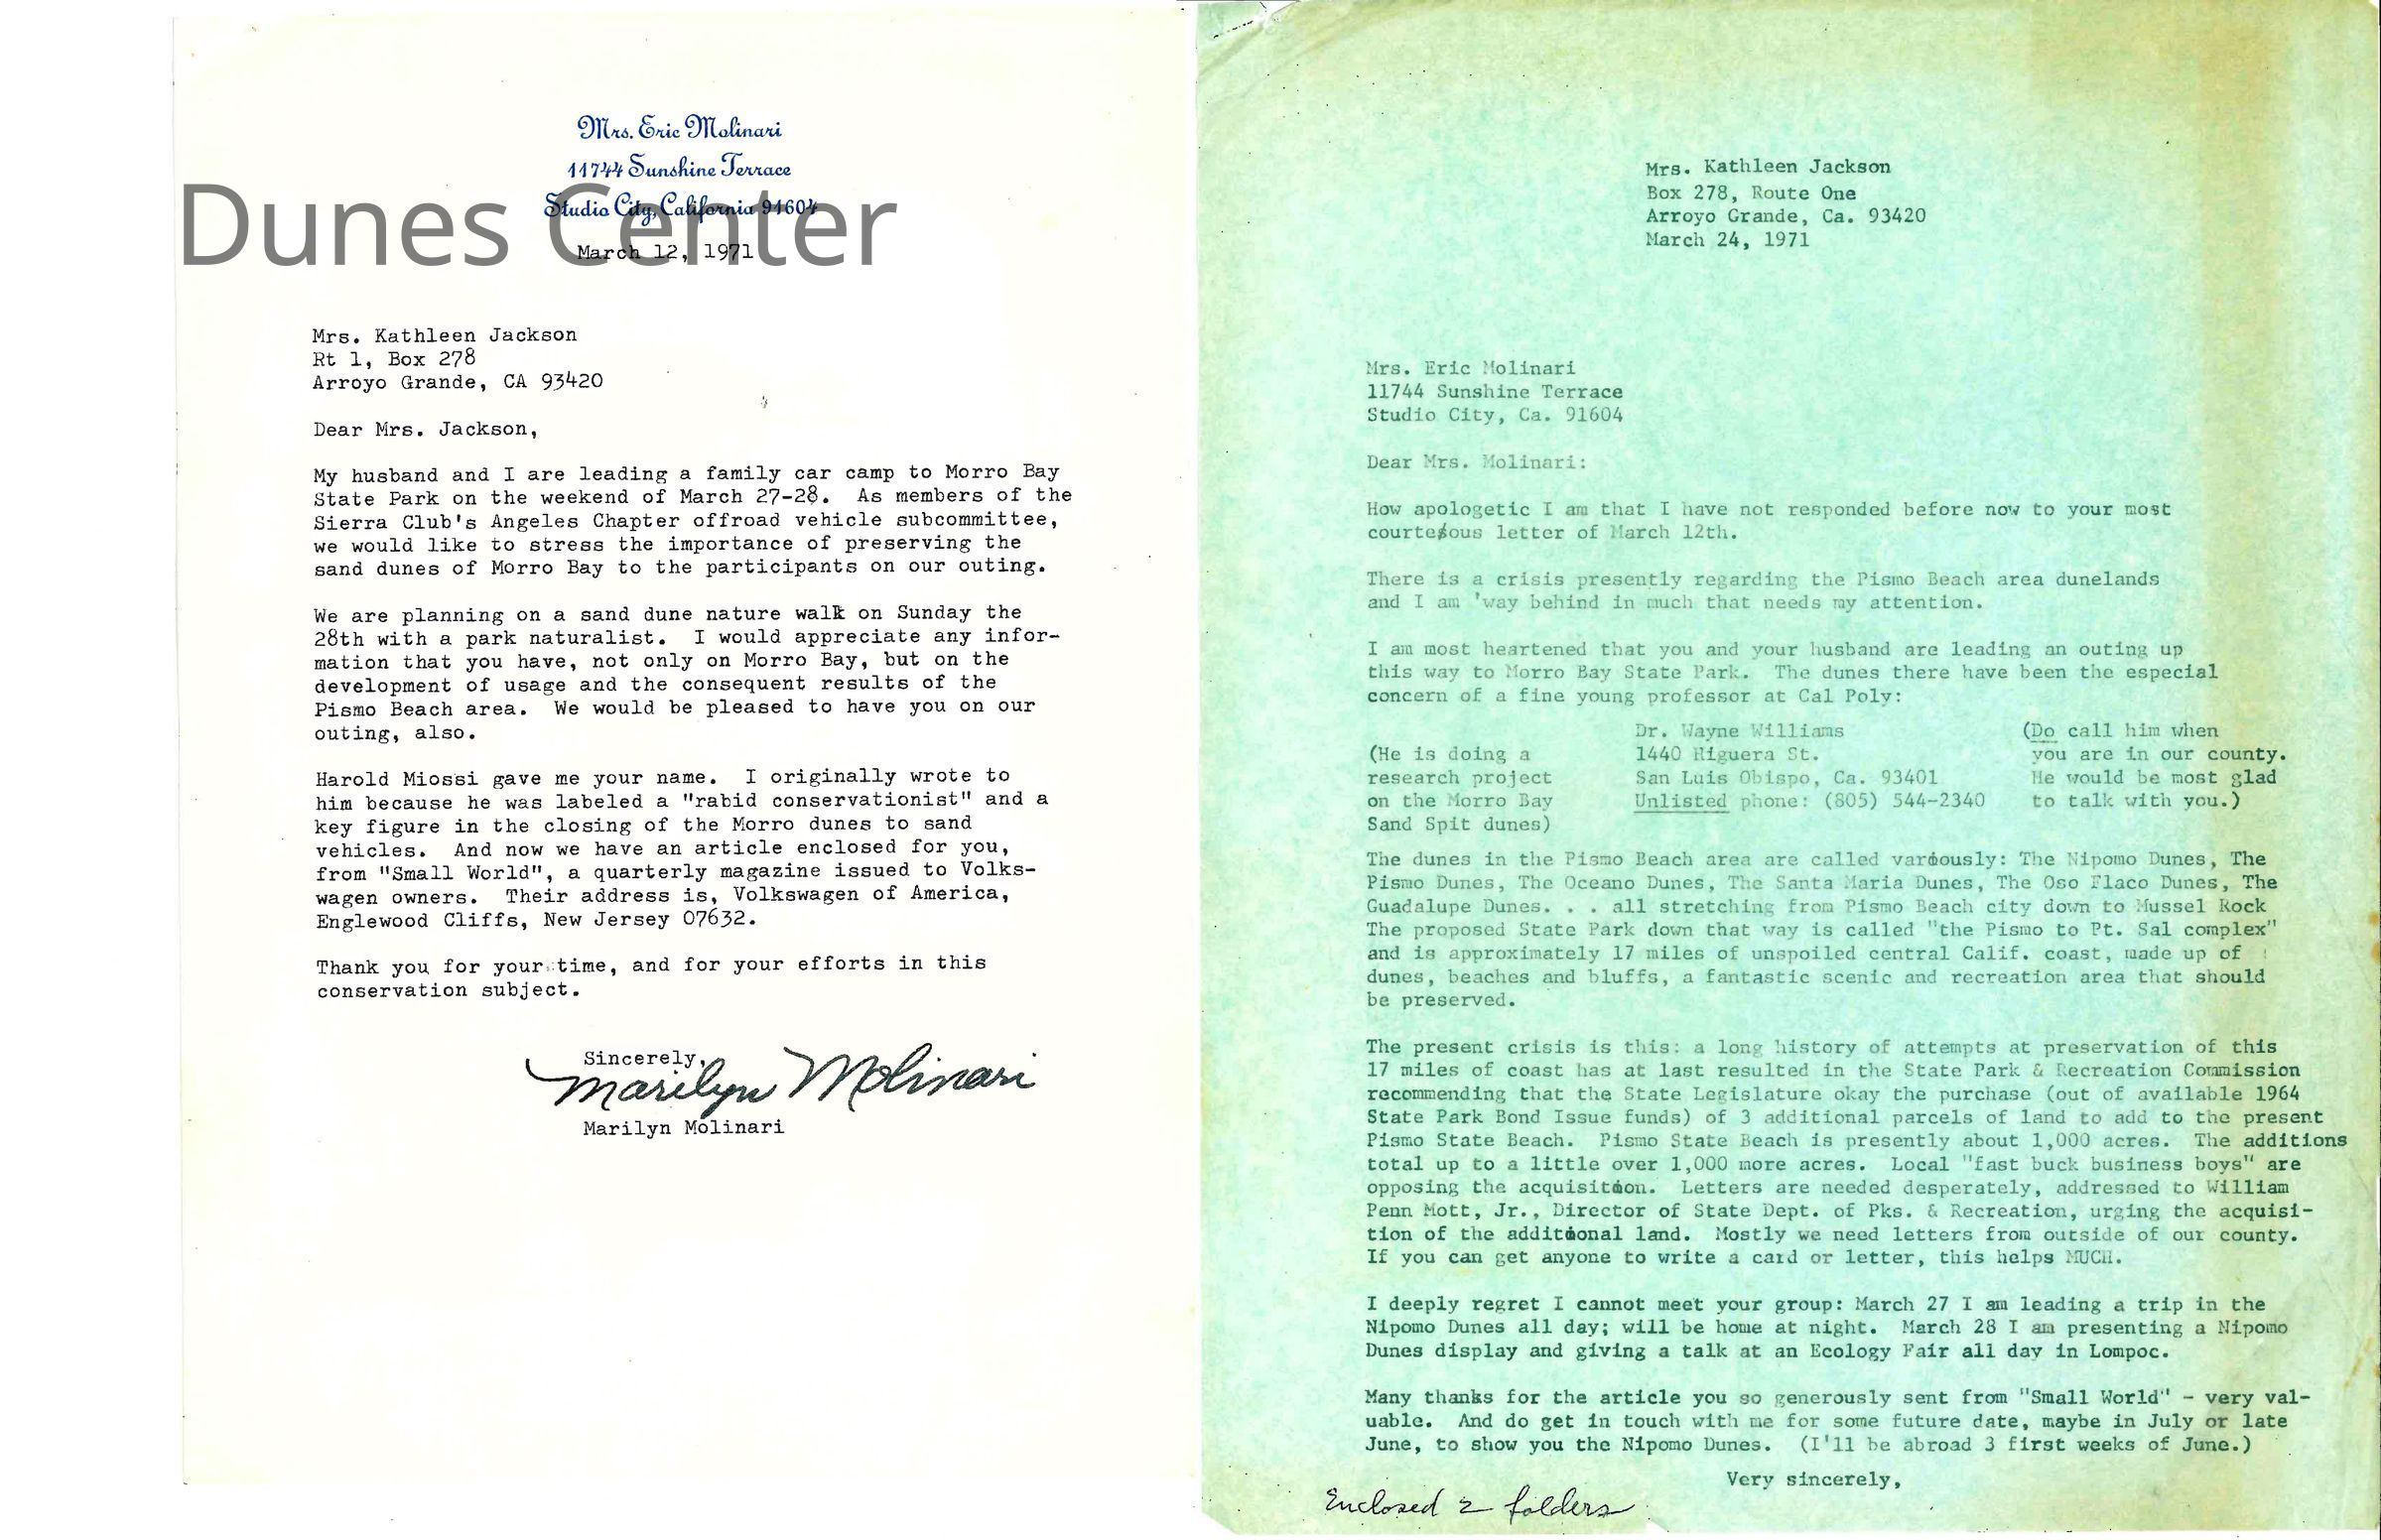 Mrs. Eric Molinari
11744 Sunshine Terrace
Studio City, California 91604
Dunes Center
March 12, 1971
Mrs. Kathleen Jackson
Rt 1, Box 278
Arroyo Grande, CA 93420
Dear Mrs. Jackson,
My husband and I are leading a family car camp to Morro Bay
State Park on the weekend of March 27-28.  As members of the
Sierra Club's Angeles Chapter offroad vehicle subcommittee,
we would like to stress the importance of preserving the
sand dunes of Morro Bay to the participants on our outing.
We are planning on a sand dune nature walk on Sunday the
28th with a park naturalist.  I would appreciate any infor-
mation that you have, not only on Morro Bay, but on the
development of usage and the consequent results of the
Pismo Beach area.  We would be pleased to have you on our
outing, also.
Harold Miossi gave me your name.  I originally wrote to
him because he was labeled a "rabid conservationist" and a
key figure in the closing of the Morro dunes to sand
vehicles.  And now we have an article enclosed for you,
from "Small World", a quarterly magazine issued to Volks-
wagen owners.  Their address is, Volkswagen of America,
Englewood Cliffs, New Jersey 07632.
Thank you for your time, and for your efforts in this
conservation subject.
Sincerely,
Marilyn Molinari
Marilyn Molinari
Mrs. Kathleen Jackson
Box 278, Route One
Arroyo Grande, Ca. 93420
March 24, 1971
Mrs. Eric Molinari
11744 Sunshine Terrace
Studio City, Ca. 91604
Dear Mrs. Molinari:
How apologetic I am that I have not responded before now to your most
courteous letter of March 12th.
There is a crisis presently regarding the Pismo Beach area dunelands
and I am 'way behind in much that needs my attention.
I am most heartened that you and your husband are leading an outing up
this way to Morro Bay State Park.  The dunes there have been the especial
concern of a fine young professor at Cal Poly:
Dr. Wayne Williams (Do call him when
(He is doing a 1440 Higuera St. you are in our county.
research project San Luis Obispo, Ca. 93401 He would be most glad
on the Morro Bay Unlisted phone: (805) 544-2340 to talk with you.)
Sand Spit dunes)
The dunes in the Pismo Beach area are called variously: The Nipomo Dunes, The
Pismo Dunes, The Oceano Dunes, The Santa Maria Dunes, The Oso Flaco Dunes, The
Guadalupe Dunes. . . all stretching from Pismo Beach city down to Mussel Rock
The proposed State Park down that way is called "the Pismo to Pt. Sal complex"
and is approximately 17 miles of unspoiled central Calif. coast, made up of
dunes, beaches and bluffs, a fantastic scenic and recreation area that should
be preserved.
The present crisis is this: a long history of attempts at preservation of this
17 miles of coast has at last resulted in the State Park & Recreation Commission
recommending that the State Legislature okay the purchase (out of available 1964
State Park Bond Issue funds) of 3 additional parcels of land to add to the present
Pismo State Beach.  Pismo State Beach is presently about 1,000 acres.  The additions
total up to a little over 1,000 more acres.  Local "fast buck business boys" are
opposing the acquisition.  Letters are needed desperately, addressed to William
Penn Mott, Jr., Director of State Dept. of Pks. & Recreation, urging the acquisi-
tion of the additional land.  Mostly we need letters from outside of our county.
If you can get anyone to write a card or letter, this helps MUCH.
I deeply regret I cannot meet your group: March 27 I am leading a trip in the
Nipomo Dunes all day; will be home at night.  March 28 I am presenting a Nipomo
Dunes display and giving a talk at an Ecology Fair all day in Lompoc.
Many thanks for the article you so generously sent from "Small World" - very val-
uable.  And do get in touch with me for some future date, maybe in July or late
June, to show you the Nipomo Dunes.  (I'll be abroad 3 first weeks of June.)
Very sincerely,
Enclosed 2 folders